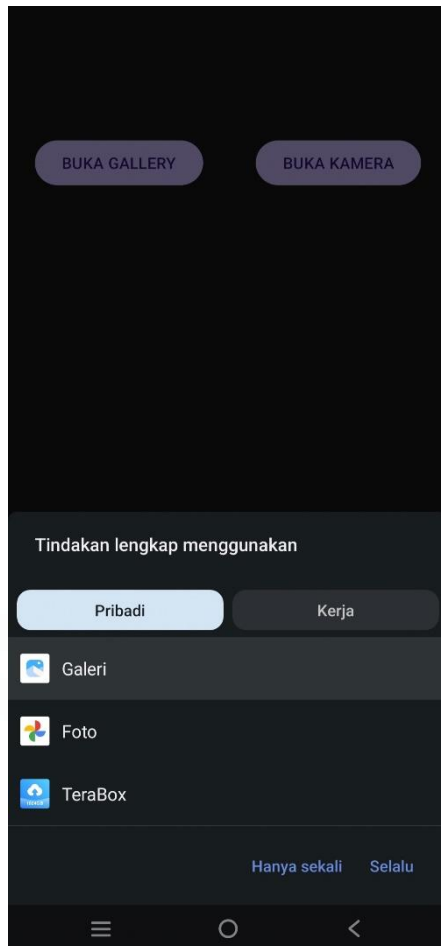 BUKA GALLERY
BUKA KAMERA
Tindakan lengkap menggunakan
Pribadi
Kerja
Galeri
Foto
TeraBox
Hanya sekali
Selalu